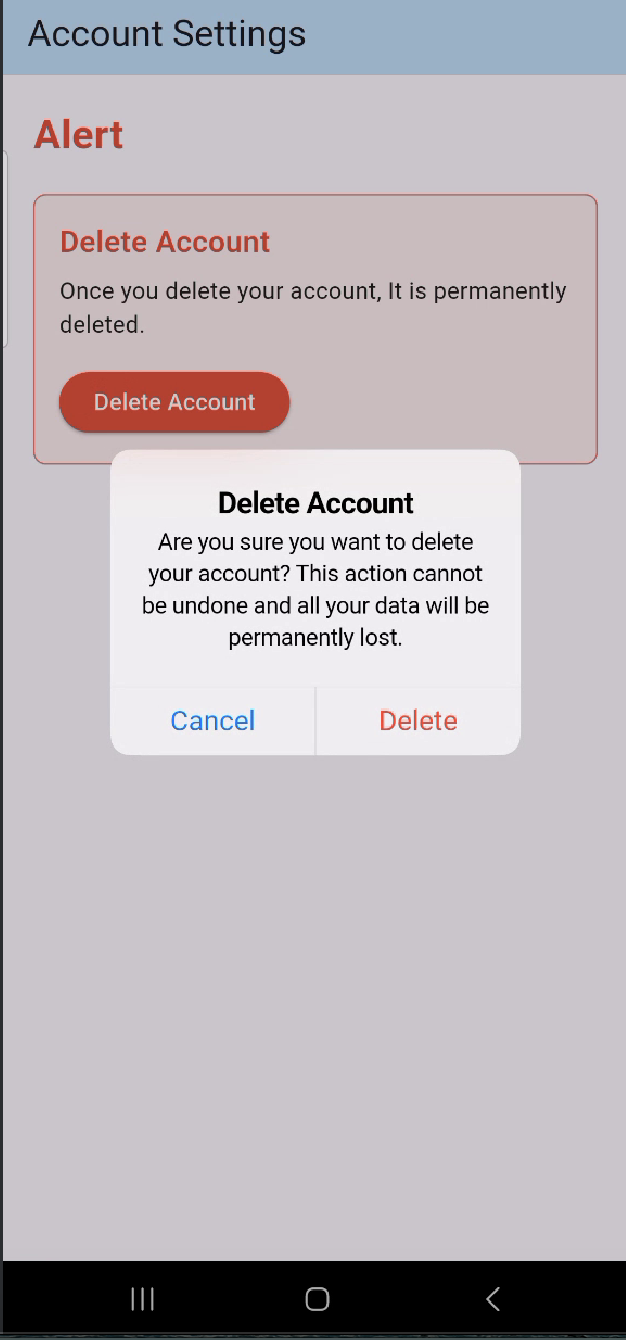 Account Settings
Alert
Delete Account
Once you delete your account, It is permanently
deleted.
Delete Account
Delete Account
Are you sure you want to delete
your account? This action cannot
be undone and all your data will be
permanently lost.
Cancel
Delete